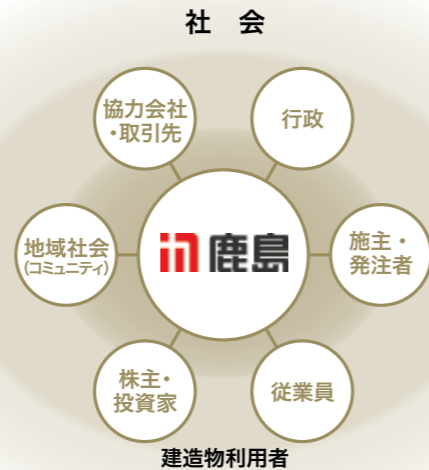 社 会
協力会社
・取引先
行政
地域社会
(コミュニティ)
鹿島
施主・
発注者
株主・
投資家
従業員
建造物利用者